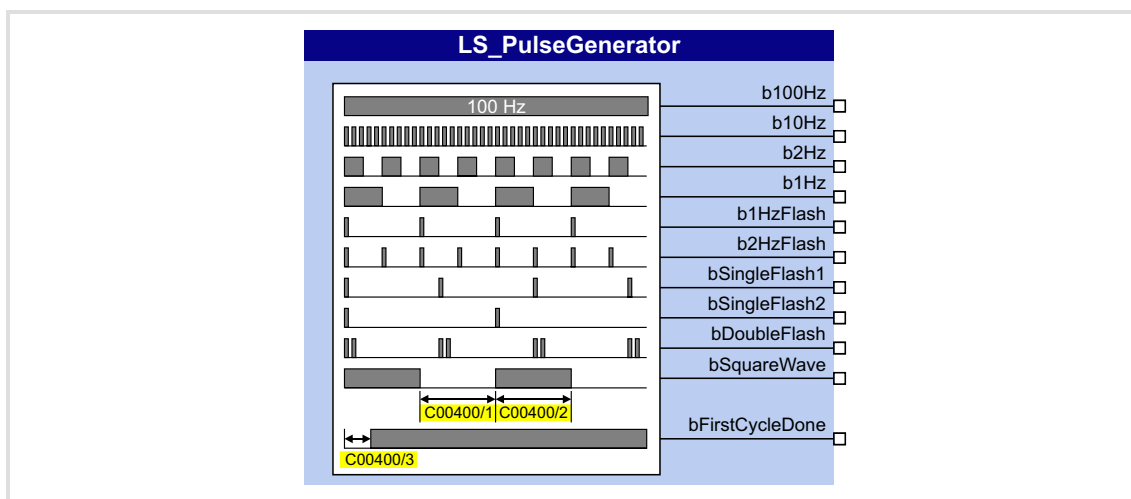 LS_PulseGenerator
100 Hz
b100Hz
b10Hz
b2Hz
b1Hz
b1HzFlash
b2HzFlash
bSingleFlash1
bSingleFlash2
bDoubleFlash
bSquareWave
C00400/1 C00400/2
bFirstCycleDone
C00400/3